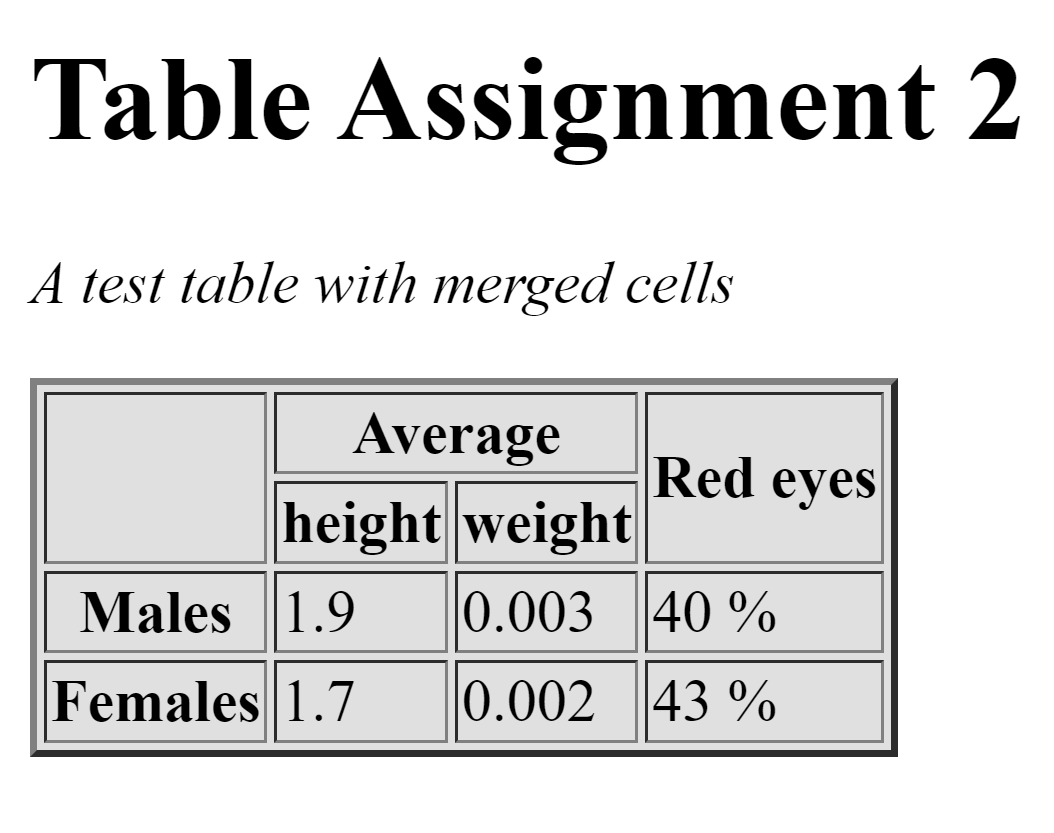 Table Assignment 2
A test table with merged cells
Average
Red eyes
height weight
Males 1.9 0.003 40 %
Females 1.7 0.002 43 %